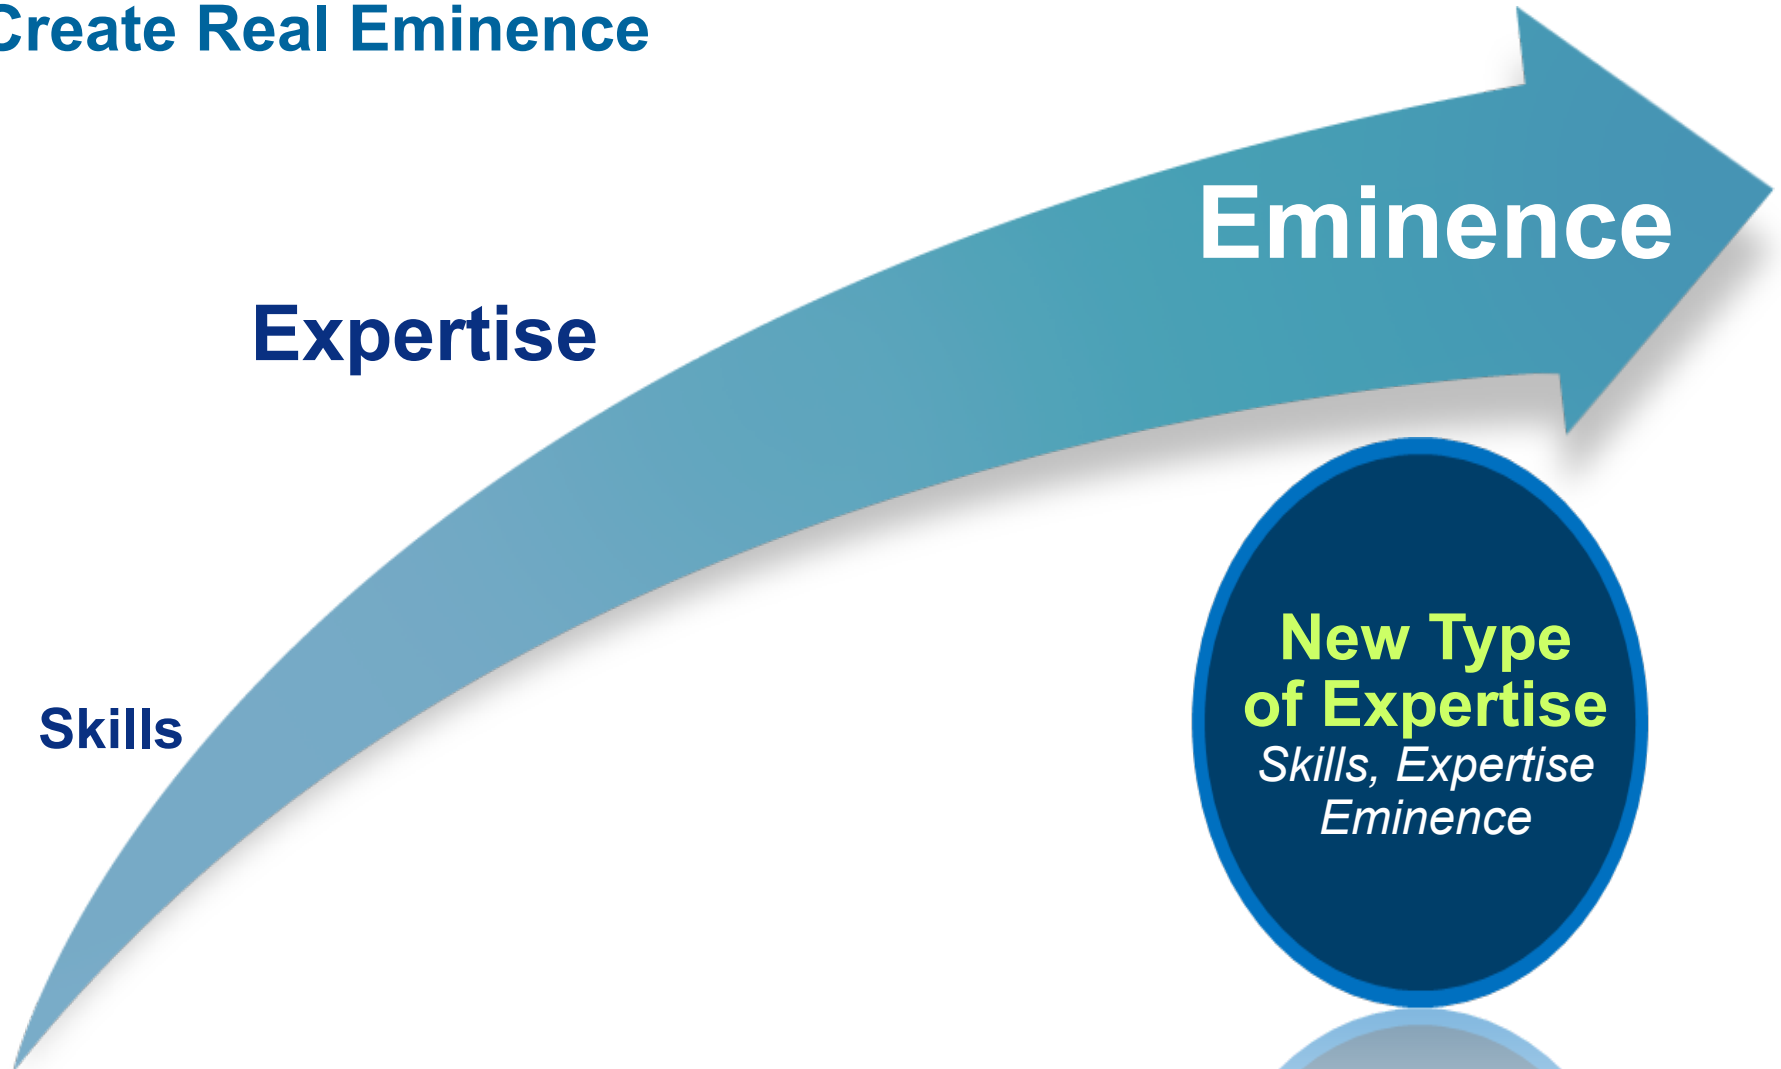 Create Real Eminence
Eminence
Expertise
Skills
New Type
of Expertise
Skills, Expertise
Eminence